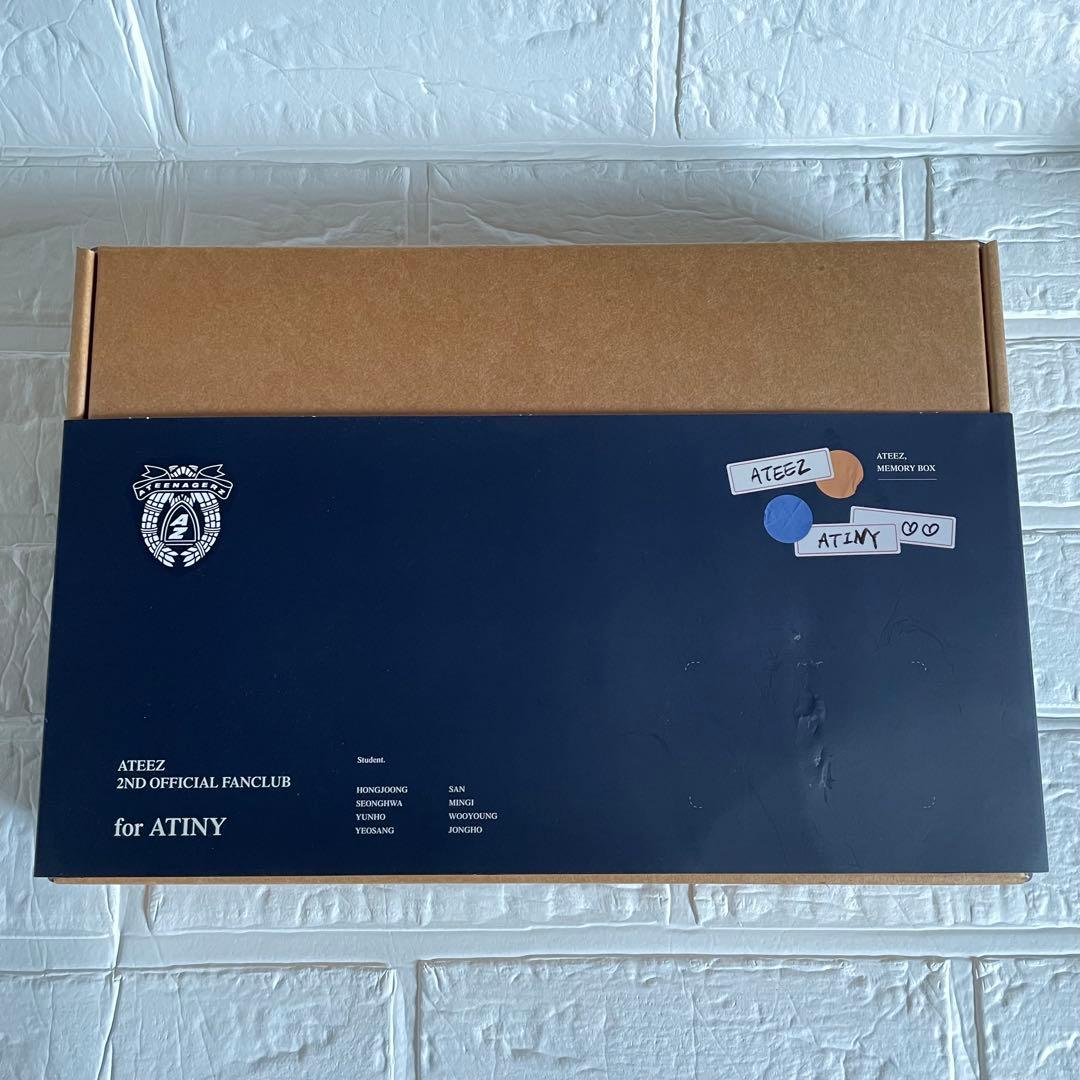 ATEENAGERZ
AZ
ATEEZ
ATEEZ,
MEMORY BOX
ATINY
ATEEZ
2ND OFFICIAL FANCLUB
for ATINY
Student.
HONGJOONG
SEONGHWA
YUNHO
YEOSANG
SAN
MINGI
WOOYOUNG
JONGHO